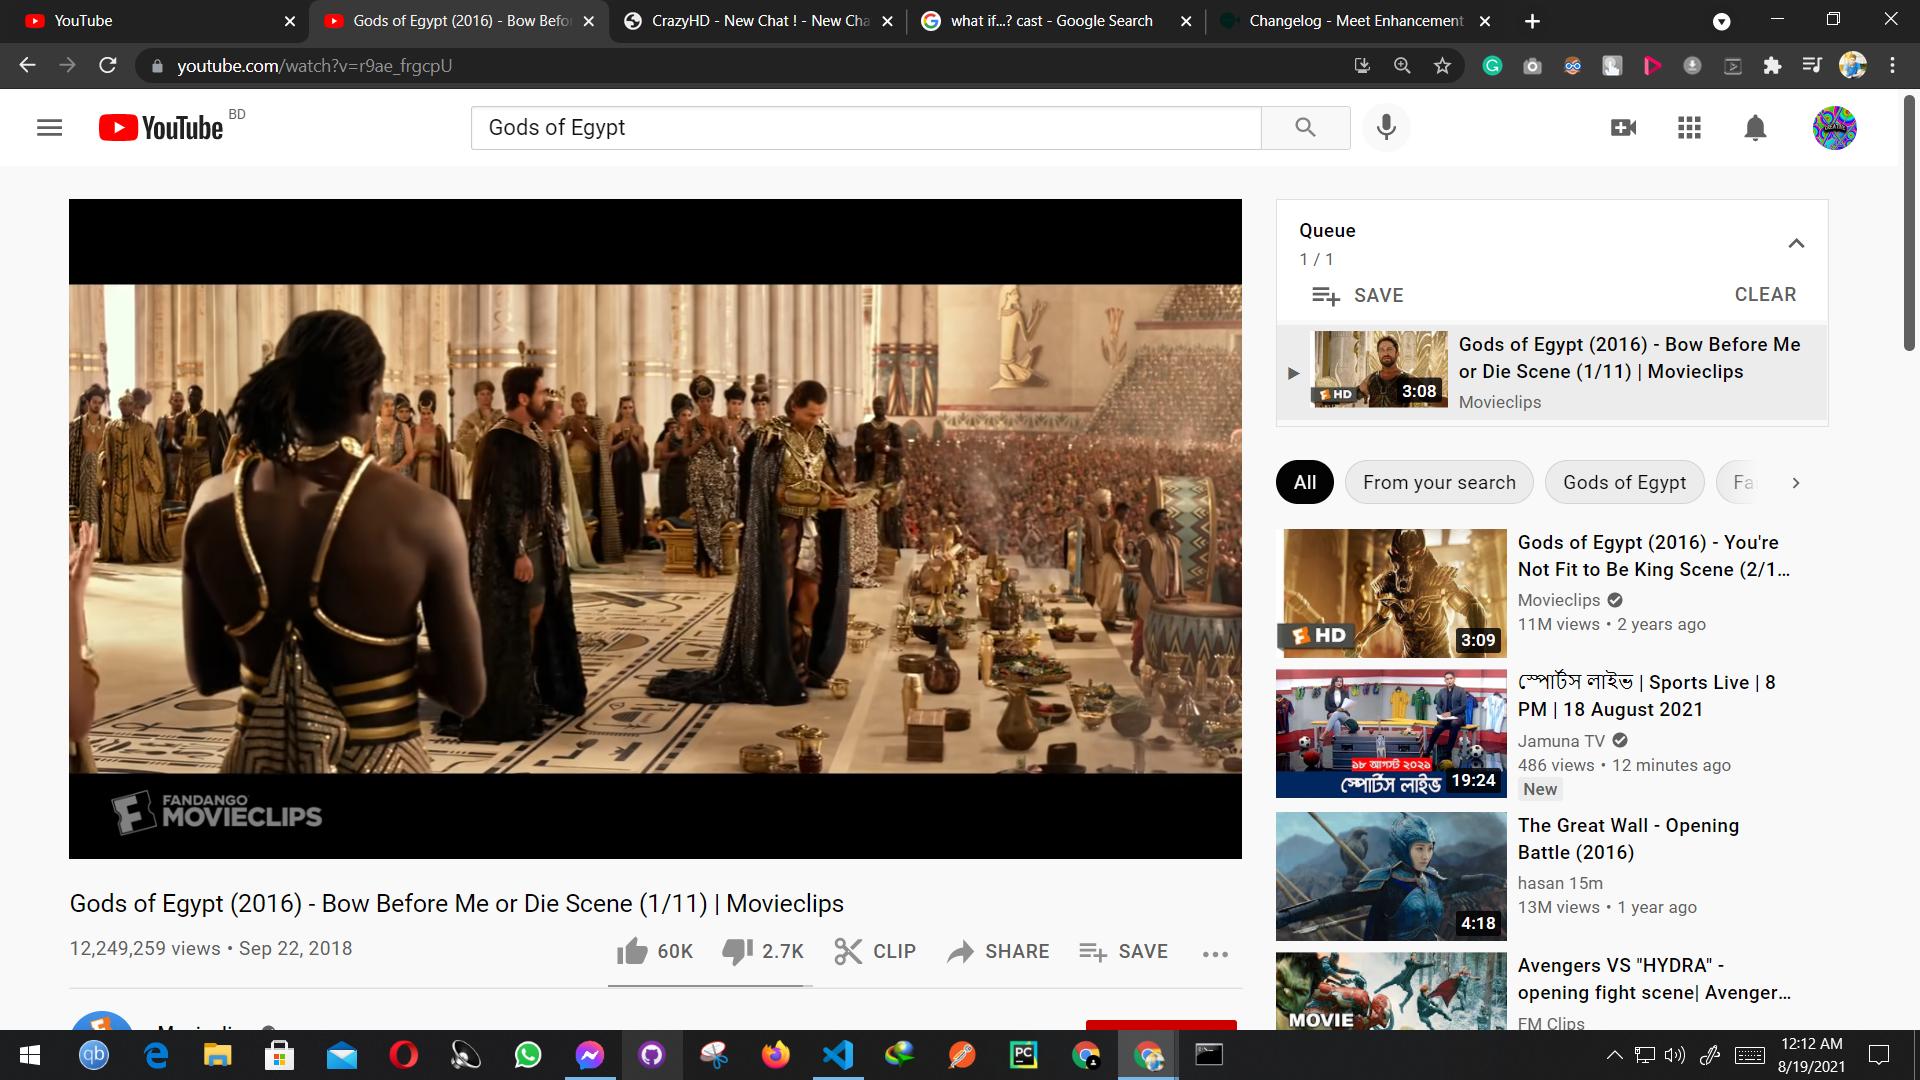 YouTube
Gods of Egypt (2016) - Bow Befo
CrazyHD - New Chat ! - New Cha
what if...? cast - Google Search
Changelog - Meet Enhancement
youtube.com/watch?v=r9ae_frgcpU
YouTube BD
Gods of Egypt
FANDANGO
MOVIECLIPS
Gods of Egypt (2016) - Bow Before Me or Die Scene (1/11) | Movieclips
12,249,259 views • Sep 22, 2018
60K
2.7K
CLIP
SHARE
SAVE
Queue
1 / 1
SAVE
CLEAR
HD
3:08
Gods of Egypt (2016) - Bow Before Me
or Die Scene (1/11) | Movieclips
Movieclips
All
From your search
Gods of Egypt
Fa
HD
3:09
Gods of Egypt (2016) - You're
Not Fit to Be King Scene (2/1...
Movieclips
11M views • 2 years ago
১৮ আগস্ট ২০২১
স্পোর্টস লাইভ
19:24
স্পোর্টস লাইভ | Sports Live | 8
PM | 18 August 2021
Jamuna TV
486 views • 12 minutes ago
New
4:18
The Great Wall - Opening
Battle (2016)
hasan 15m
13M views • 1 year ago
MOVIE
Avengers VS "HYDRA" -
opening fight scene| Avenger...
FM Clips
qb
PC
12:12 AM
8/19/2021